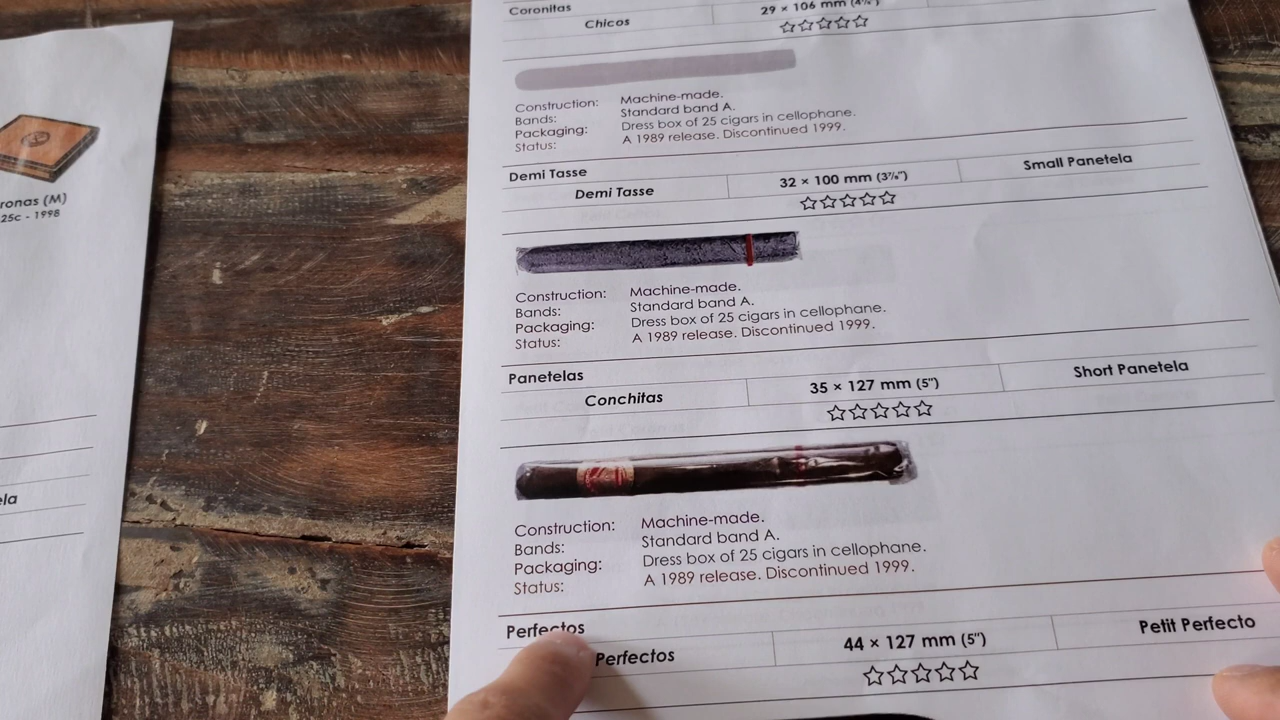 ronas (M)
25c - 1998
ela
Coronitas
Chicos
29 × 106 mm (4⅛")
Construction: Machine-made.
Bands: Standard band A.
Packaging: Dress box of 25 cigars in cellophane.
Status: A 1989 release. Discontinued 1999.
Demi Tasse
Demi Tasse 32 × 100 mm (3⅞") Small Panetela
Construction: Machine-made.
Bands: Standard band A.
Packaging: Dress box of 25 cigars in cellophane.
Status: A 1989 release. Discontinued 1999.
Panetelas
Conchitas 35 × 127 mm (5") Short Panetela
Construction: Machine-made.
Bands: Standard band A.
Packaging: Dress box of 25 cigars in cellophane.
Status: A 1989 release. Discontinued 1999.
Perfectos
Perfectos 44 × 127 mm (5") Petit Perfecto